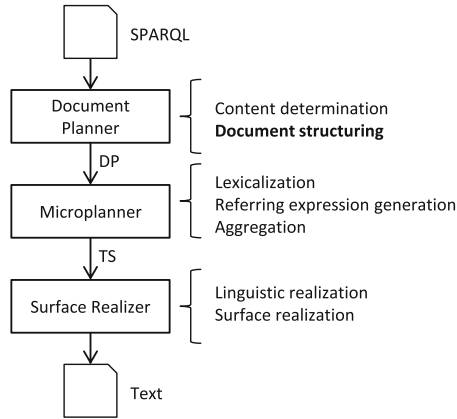 SPARQL
Document
Planner
Content determination
Document structuring
DP
Microplanner
Lexicalization
Referring expression generation
Aggregation
TS
Surface Realizer
Linguistic realization
Surface realization
Text